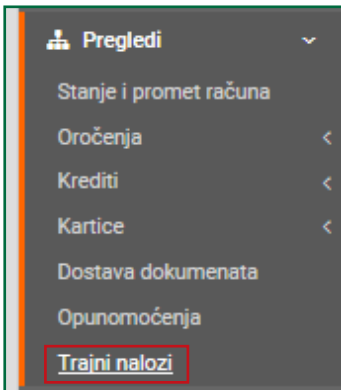 Pregledi
Stanje i promet računa
Oročenja
Krediti
Kartice
Dostava dokumenata
Opunomoćenja
Trajni nalozi